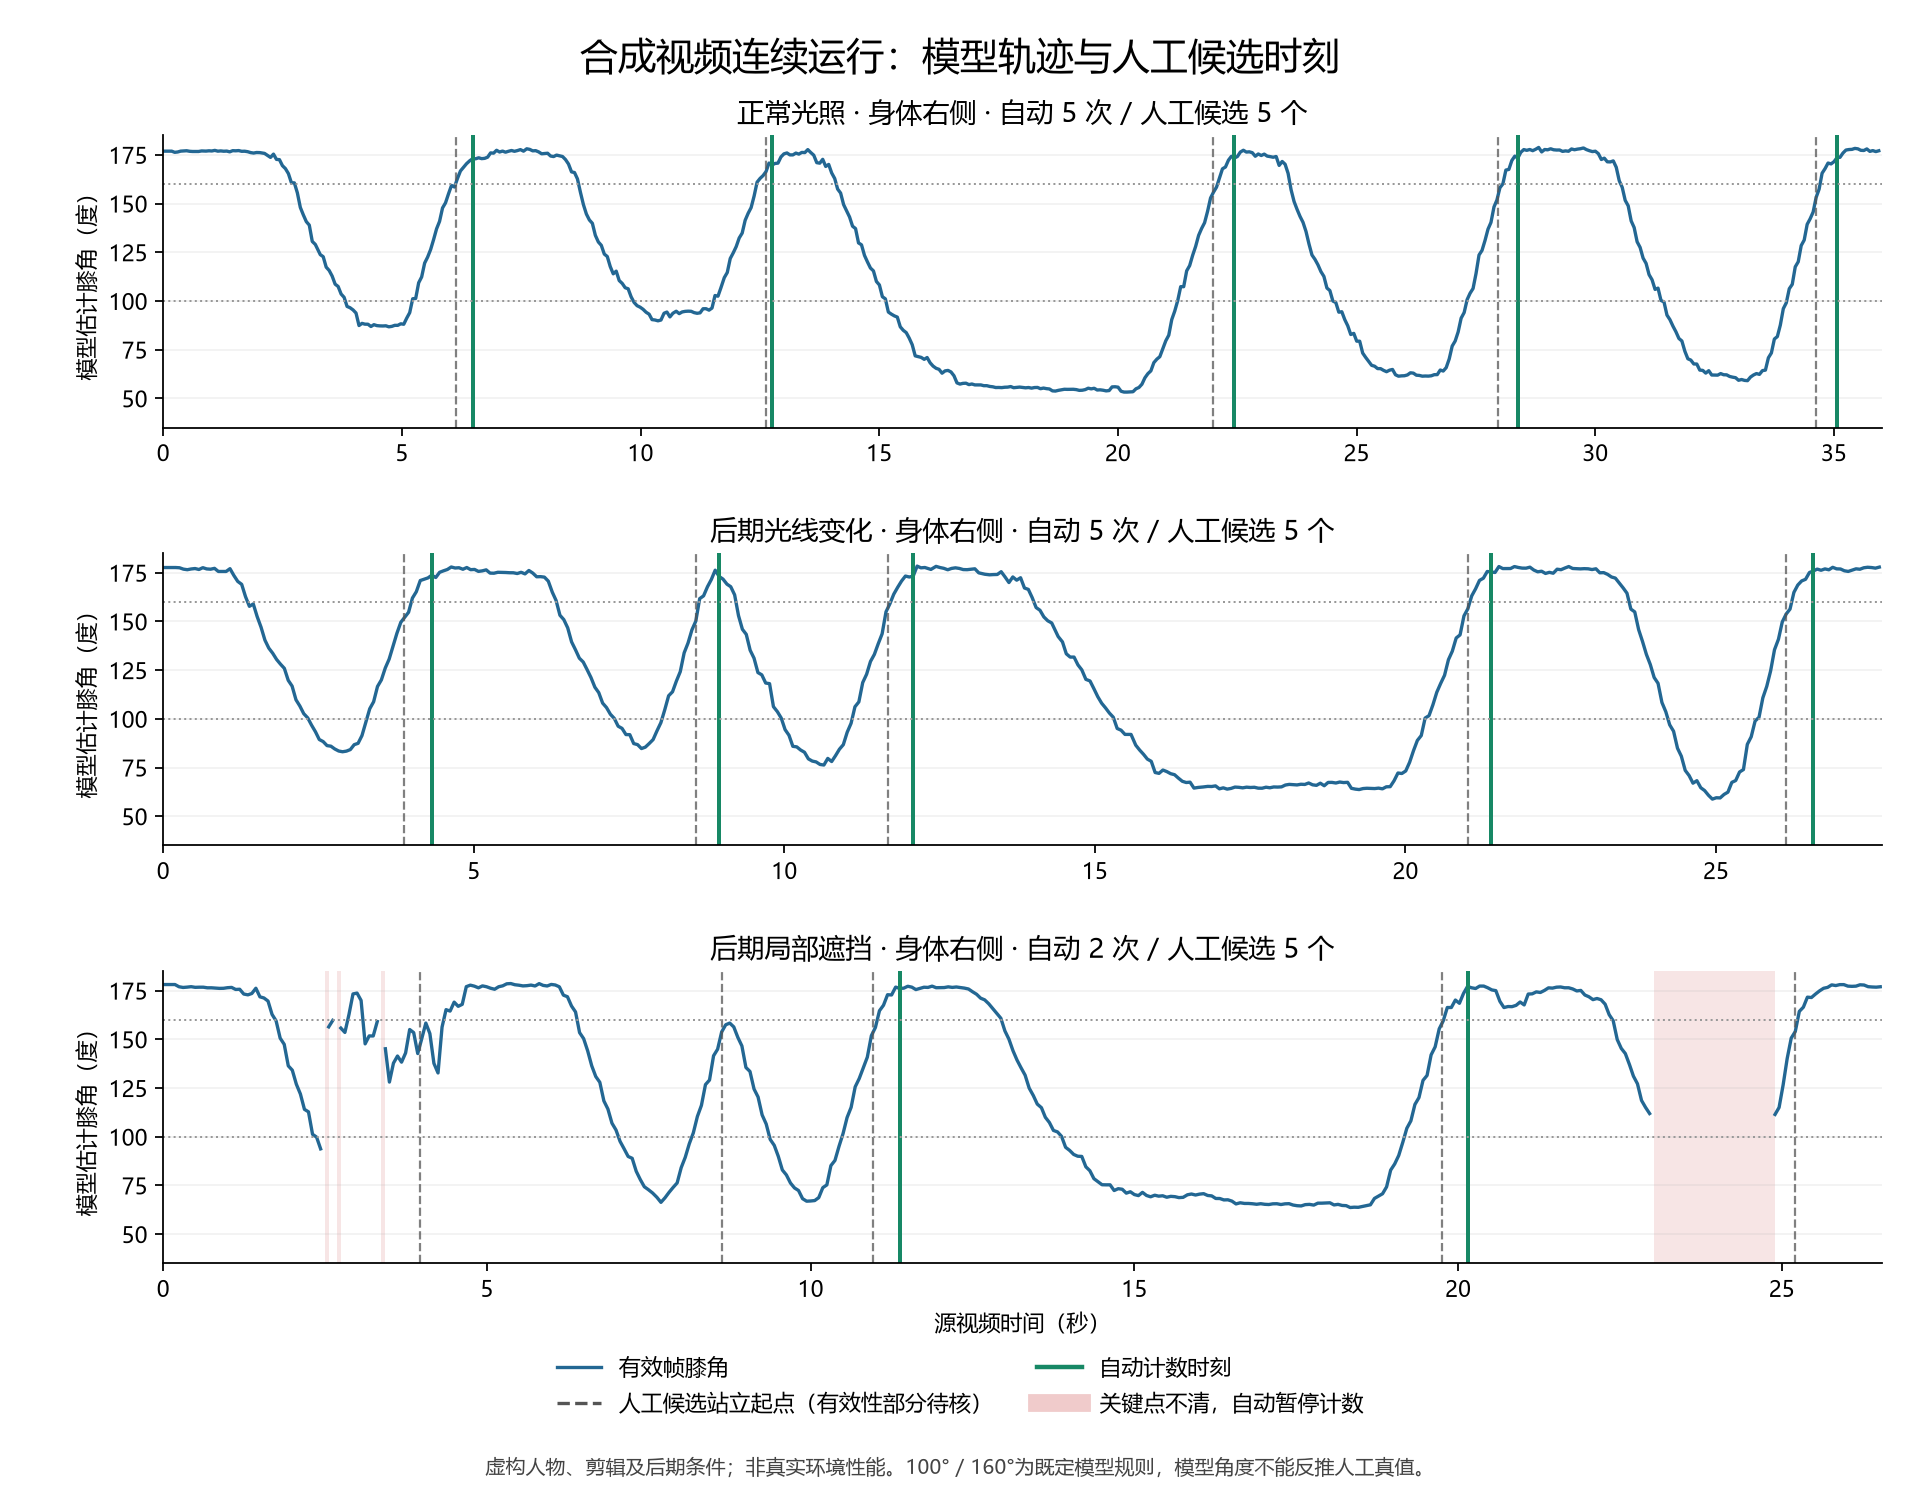 合成视频连续运行：模型轨迹与人工候选时刻
正常光照 · 身体右侧 · 自动 5 次 / 人工候选 5 个
模型估计膝角（度）
175
150
125
100
75
50
0 5 10 15 20 25 30 35
后期光线变化 · 身体右侧 · 自动 5 次 / 人工候选 5 个
模型估计膝角（度）
175
150
125
100
75
50
0 5 10 15 20 25
后期局部遮挡 · 身体右侧 · 自动 2 次 / 人工候选 5 个
模型估计膝角（度）
175
150
125
100
75
50
0 5 10 15 20 25
源视频时间（秒）
有效帧膝角
自动计数时刻
人工候选站立起点（有效性部分待核）
关键点不清，自动暂停计数
虚构人物、剪辑及后期条件；非真实环境性能。100° / 160°为既定模型规则，模型角度不能反推人工真值。